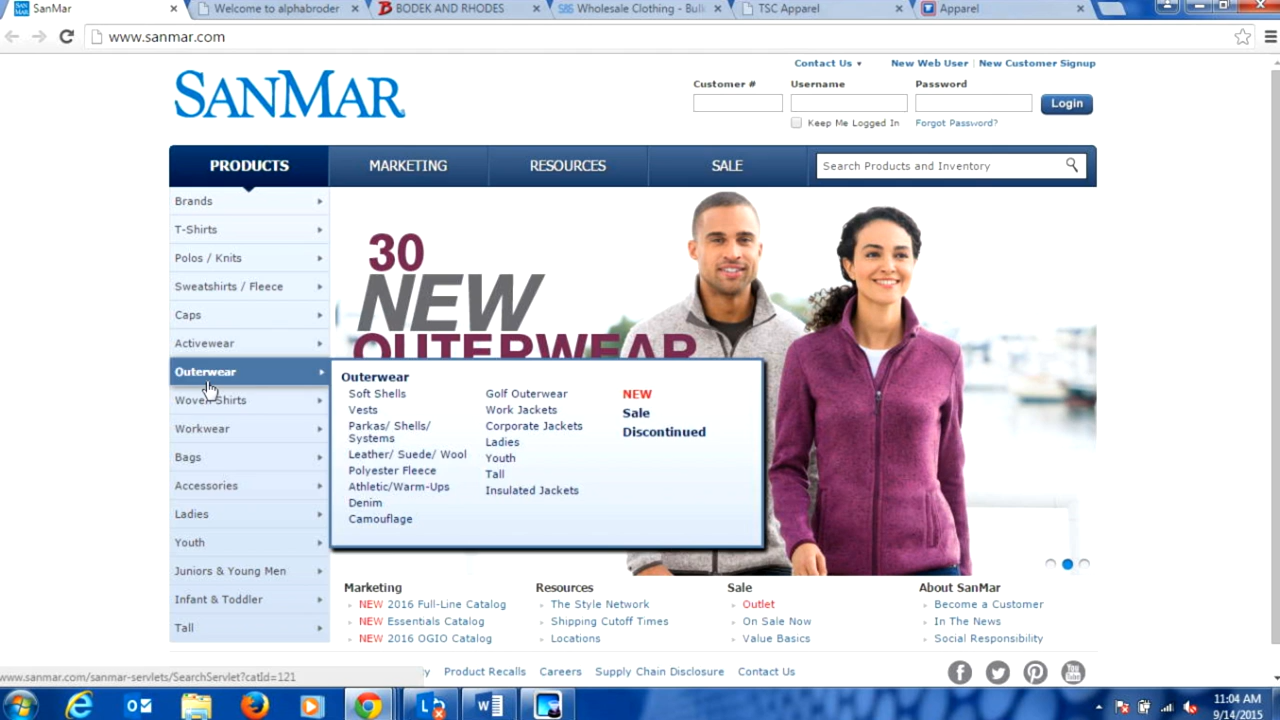 SanMar
Welcome to alphabroder
BODEK AND RHODES
S&S Wholesale Clothing - Bulk
TSC Apparel
Apparel
www.sanmar.com
Contact Us
New Web User | New Customer Signup
SANMAR
Customer #
Username
Password
Login
Keep Me Logged In
Forgot Password?
PRODUCTS
MARKETING
RESOURCES
SALE
Search Products and Inventory
Brands
T-Shirts
Polos / Knits
Sweatshirts / Fleece
Caps
Activewear
Outerwear
Woven Shirts
Workwear
Bags
Accessories
Ladies
Youth
Juniors & Young Men
Infant & Toddler
Tall
30
NEW
OUTERWEAR
Outerwear
Soft Shells
Vests
Parkas/ Shells/
Systems
Leather/ Suede/ Wool
Polyester Fleece
Athletic/Warm-Ups
Denim
Camouflage
Golf Outerwear
Work Jackets
Corporate Jackets
Ladies
Youth
Tall
Insulated Jackets
NEW
Sale
Discontinued
Marketing
NEW 2016 Full-Line Catalog
NEW Essentials Catalog
NEW 2016 OGIO Catalog
Resources
The Style Network
Shipping Cutoff Times
Locations
Sale
Outlet
On Sale Now
Value Basics
About SanMar
Become a Customer
In The News
Social Responsibility
Product Recalls
Careers
Supply Chain Disclosure
Contact Us
You Tube
www.sanmar.com/sanmar-servlets/SearchServlet?catId=121
11:04 AM
9/14/2015